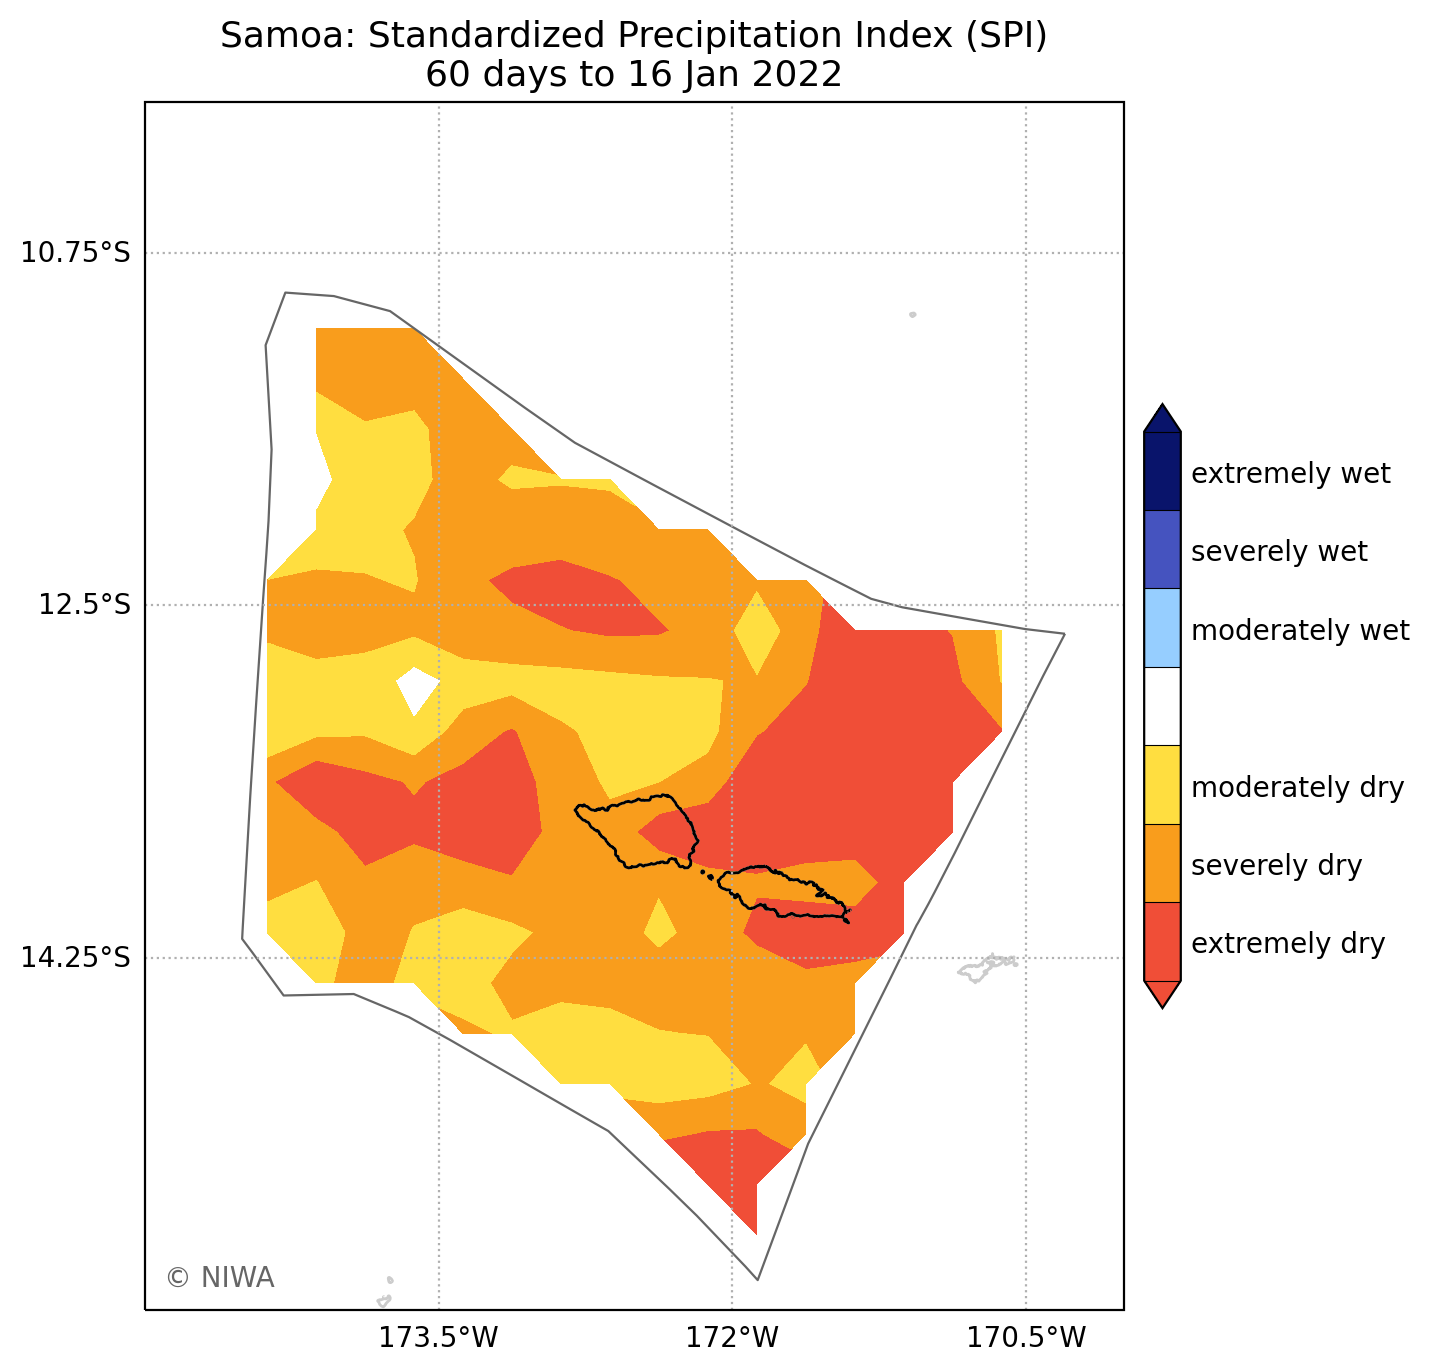 Samoa: Standardized Precipitation Index (SPI)
60 days to 16 Jan 2022
10.75°S
12.5°S
14.25°S
173.5°W
172°W
170.5°W
extremely wet
severely wet
moderately wet
moderately dry
severely dry
extremely dry
© NIWA